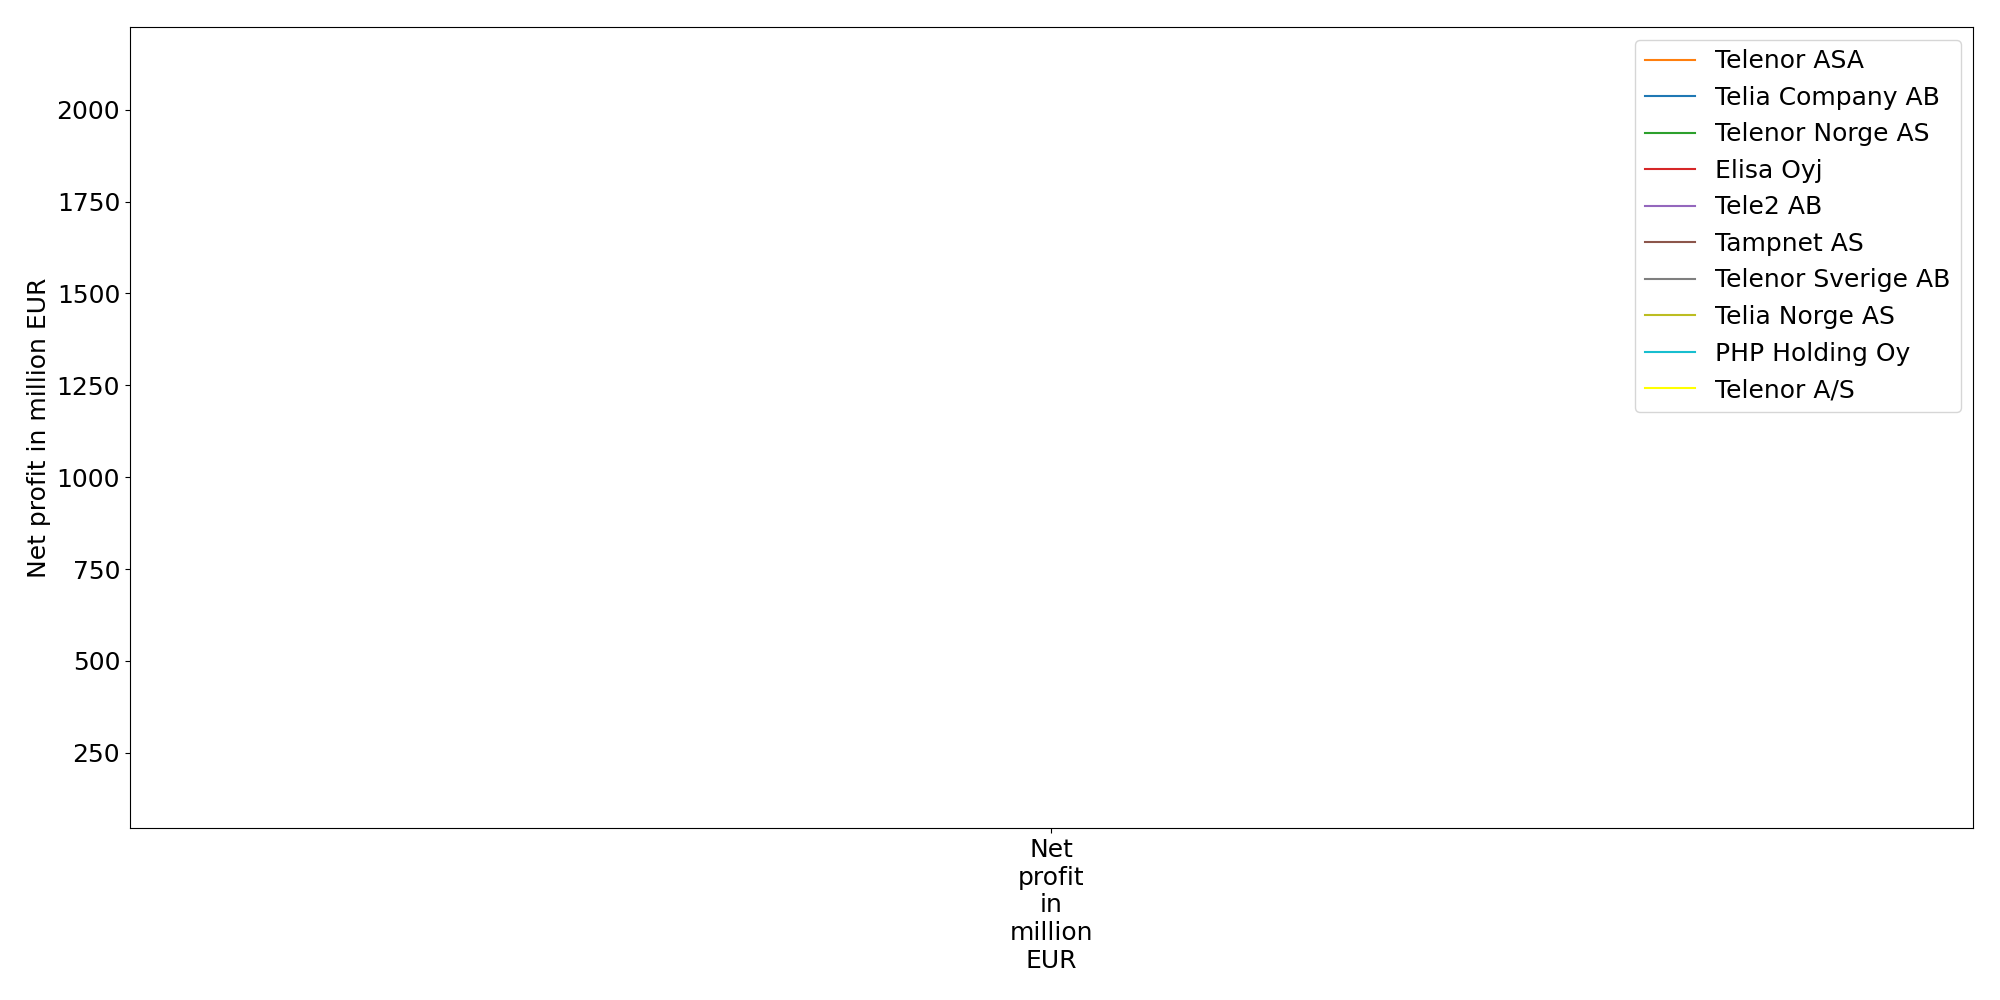 Net profit in million EUR
2000
1750
1500
1250
1000
750
500
250
Telenor ASA
Telia Company AB
Telenor Norge AS
Elisa Oyj
Tele2 AB
Tampnet AS
Telenor Sverige AB
Telia Norge AS
PHP Holding Oy
Telenor A/S
Net
profit
in
million
EUR